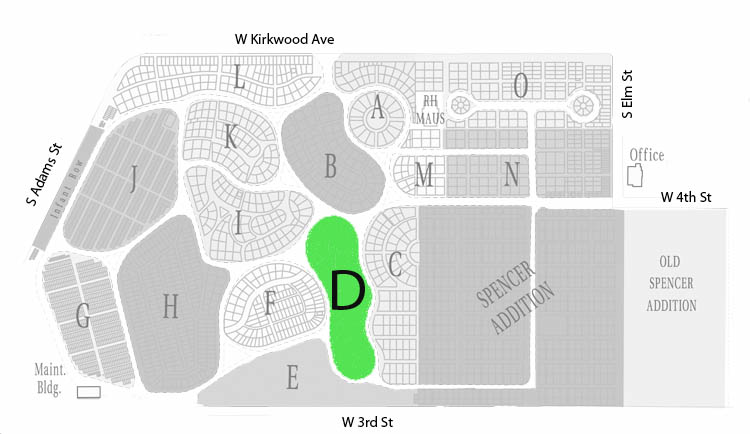 W Kirkwood Ave
L
O
S Elm St
A
RH
MAUS
K
Office
B
J
M
N
S Adams St
Infant Row
W 4th St
I
C
OLD
SPENCER
ADDITION
D
SPENCER
ADDITION
F
H
G
Maint.
Bldg.
E
W 3rd St